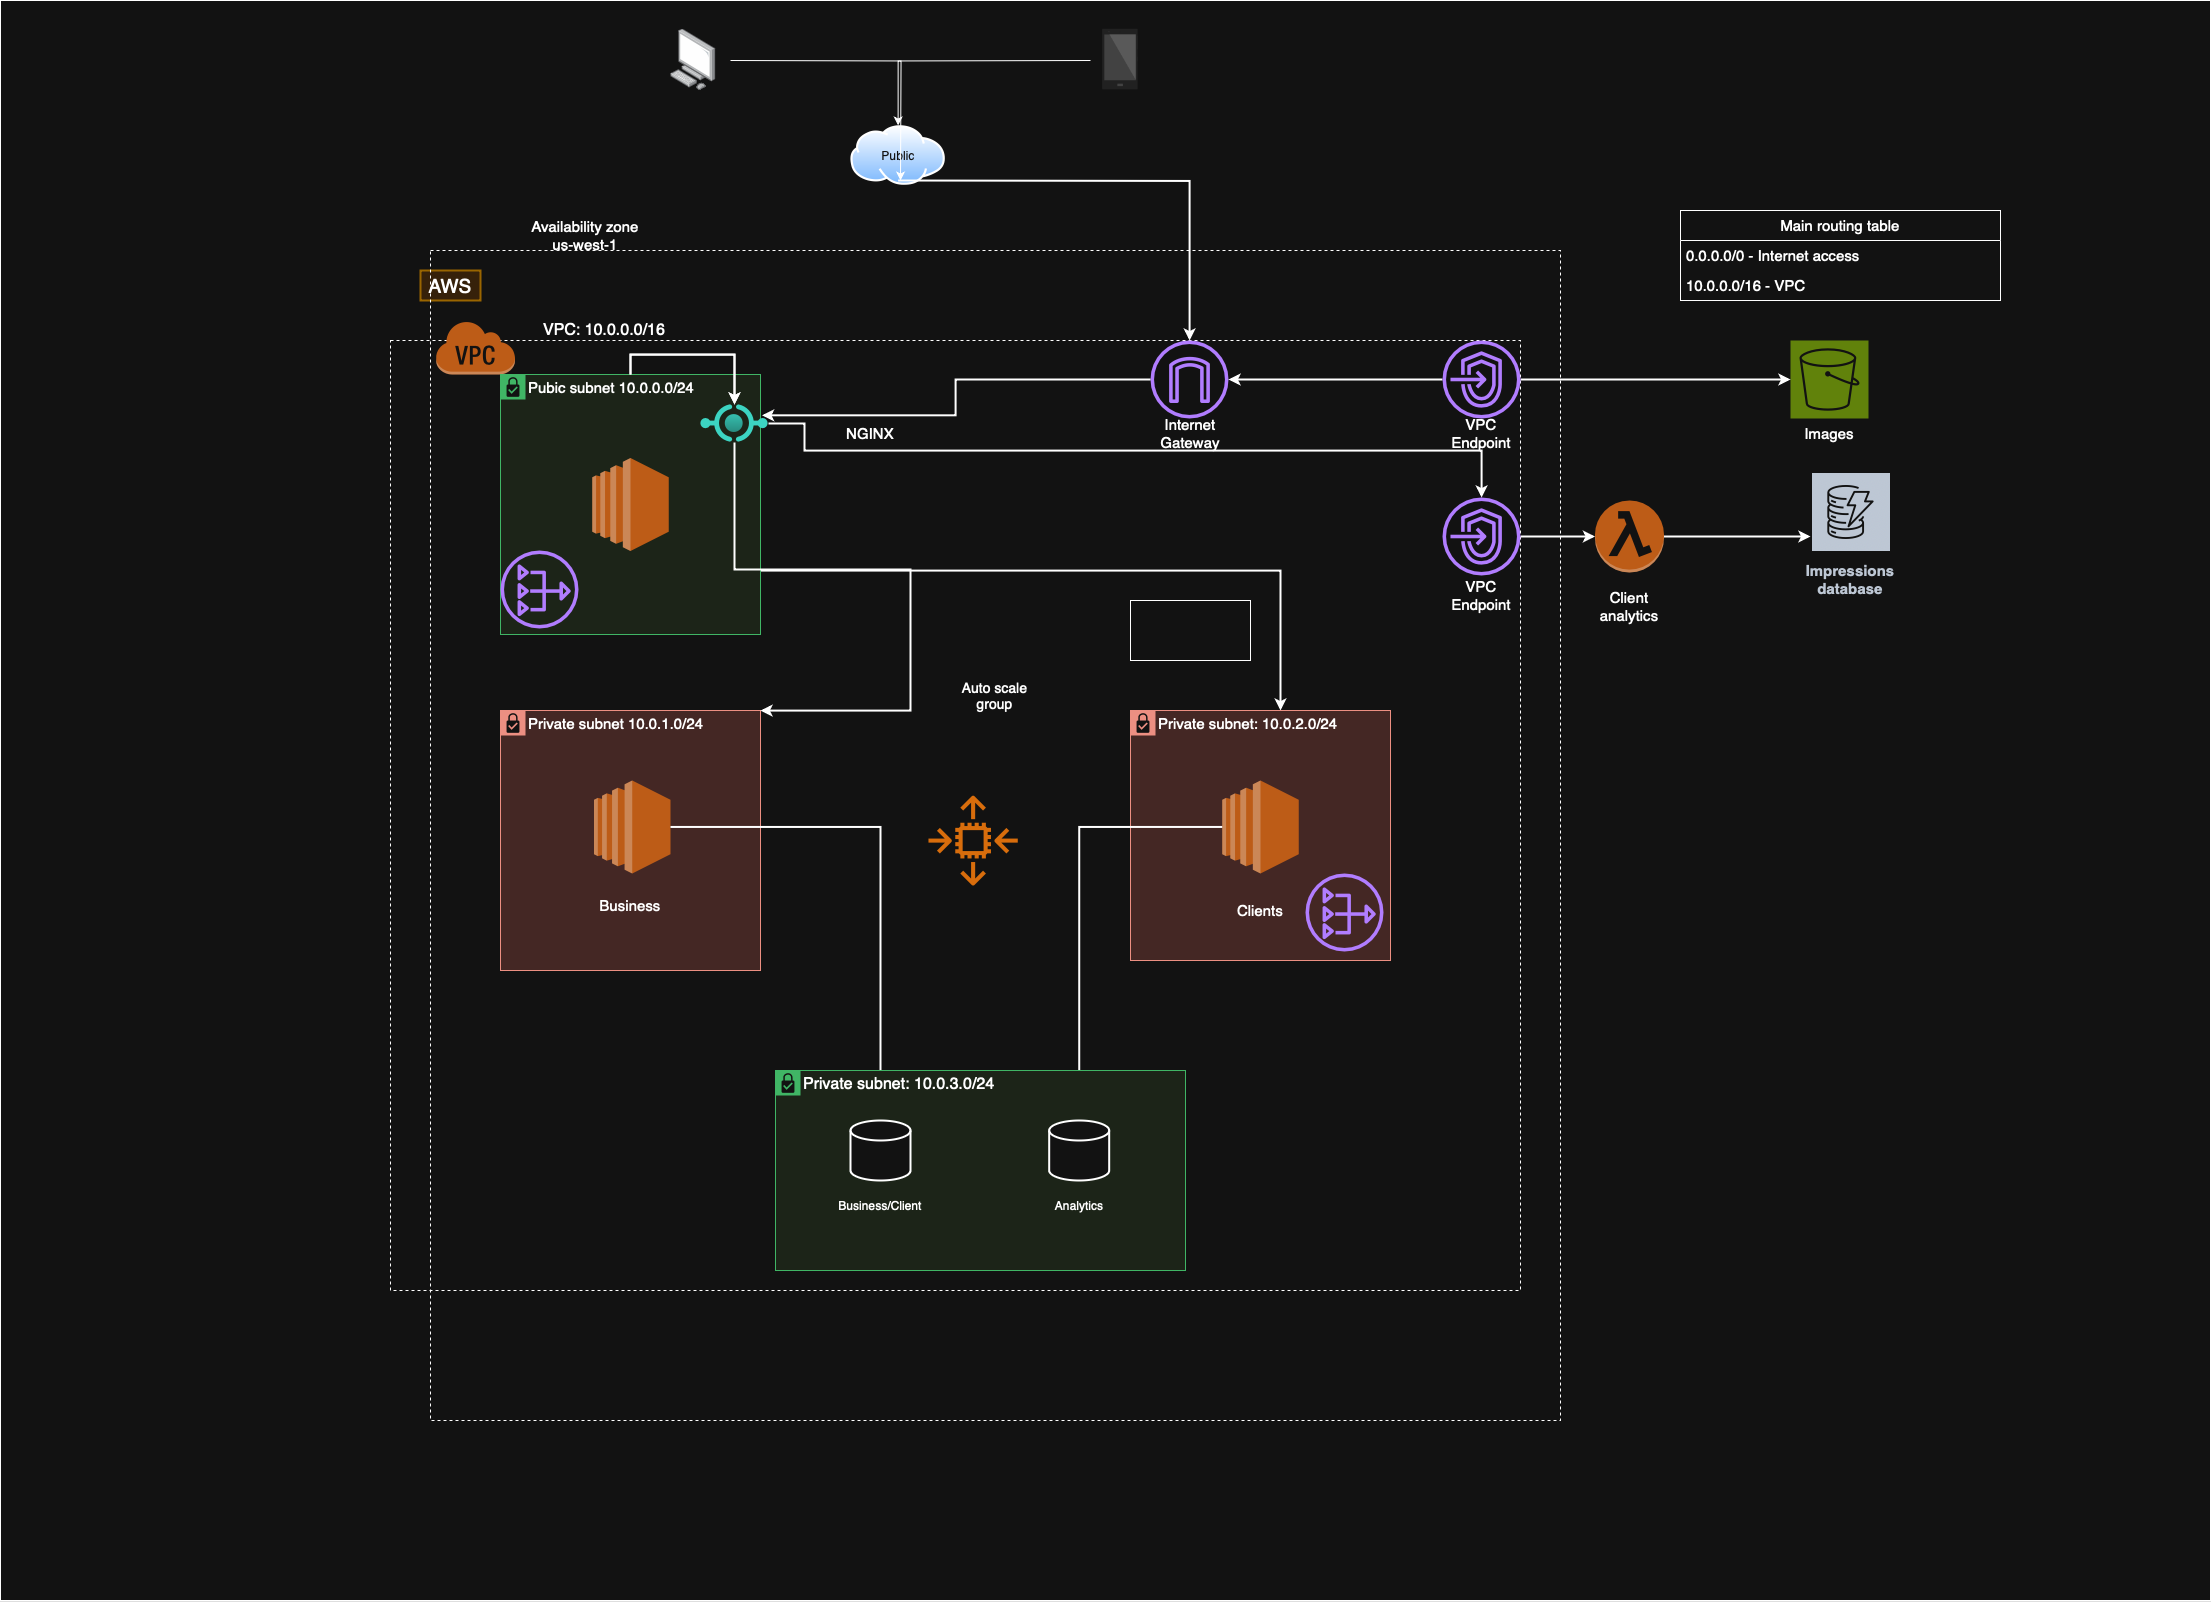 Public
Availability zone
us-west-1
Main routing table
0.0.0.0/0 - Internet access
10.0.0.0/16 - VPC
AWS
VPC: 10.0.0.0/16
VPC
Pubic subnet 10.0.0.0/24
NGINX
Internet
Gateway
VPC
Endpoint
Images
VPC
Endpoint
Client
analytics
Impressions
database
Auto scale
group
Private subnet 10.0.1.0/24
Business
Private subnet: 10.0.2.0/24
Clients
Private subnet: 10.0.3.0/24
Business/Client
Analytics